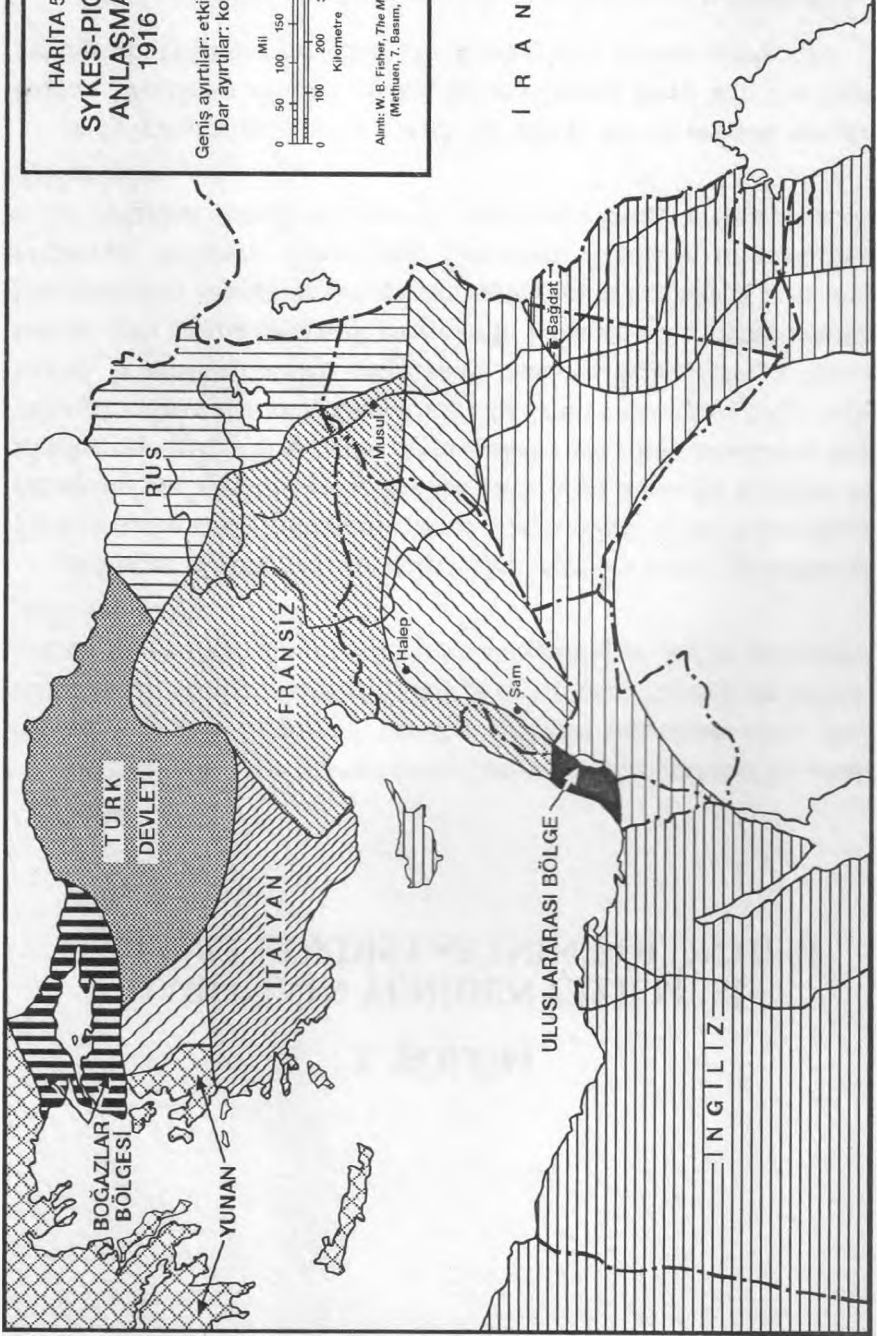 HARİTA 5
SYKES-PIC
ANLAŞMA
1916
Geniş ayırtılar: etki
Dar ayırtılar: ko
Mil
0 50 100 150
0 100 200
Kilometre
Alıntı: W. B. Fisher, The M
(Methuen, 7. Basım,
İRAN
RUS
TÜRK
DEVLETİ
FRANSIZ
Musul
Bağdat
Halep
Şam
İTALYAN
BOĞAZLAR
BÖLGESİ
YUNAN
ULUSLARARASI BÖLGE
İNGİLİZ